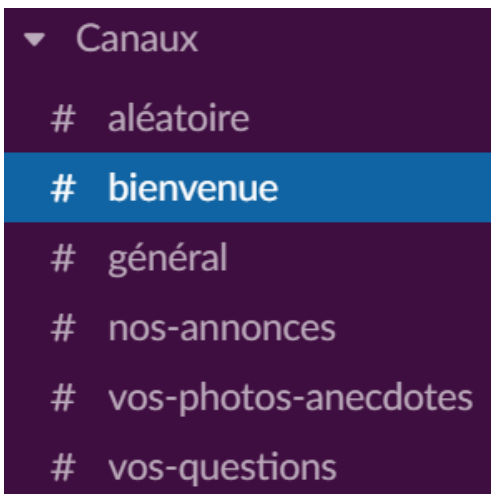 Canaux
# aléatoire
# bienvenue
# général
# nos-annonces
# vos-photos-anecdotes
# vos-questions